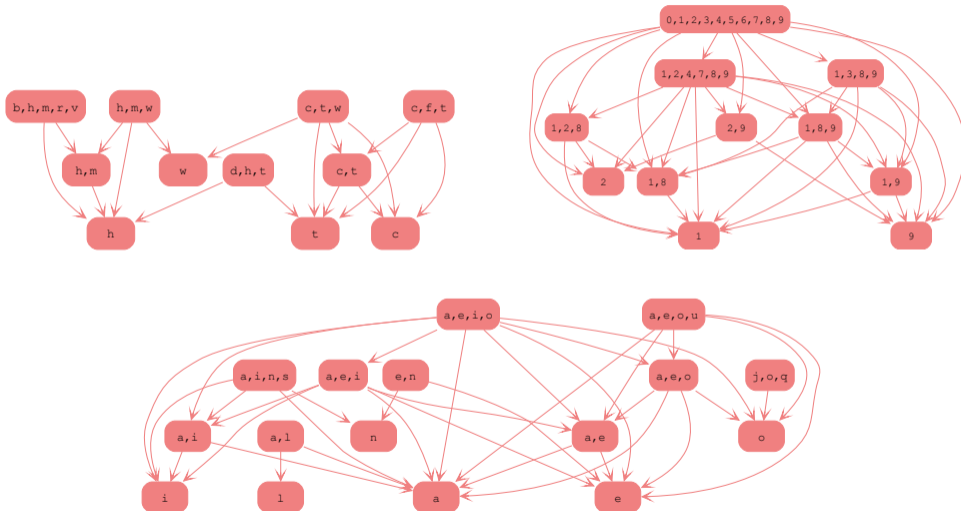 0,1,2,3,4,5,6,7,8,9
1,2,4,7,8,9
1,3,8,9
b,h,m,r,v
h,m,w
c,t,w
c,f,t
1,2,8
2,9
1,8,9
h,m
w
d,h,t
c,t
2
1,8
1,9
h
t
c
1
9
a,e,i,o
a,e,o,u
a,i,n,s
a,e,i
e,n
a,e,o
j,o,q
a,i
a,l
n
a,e
o
i
l
a
e